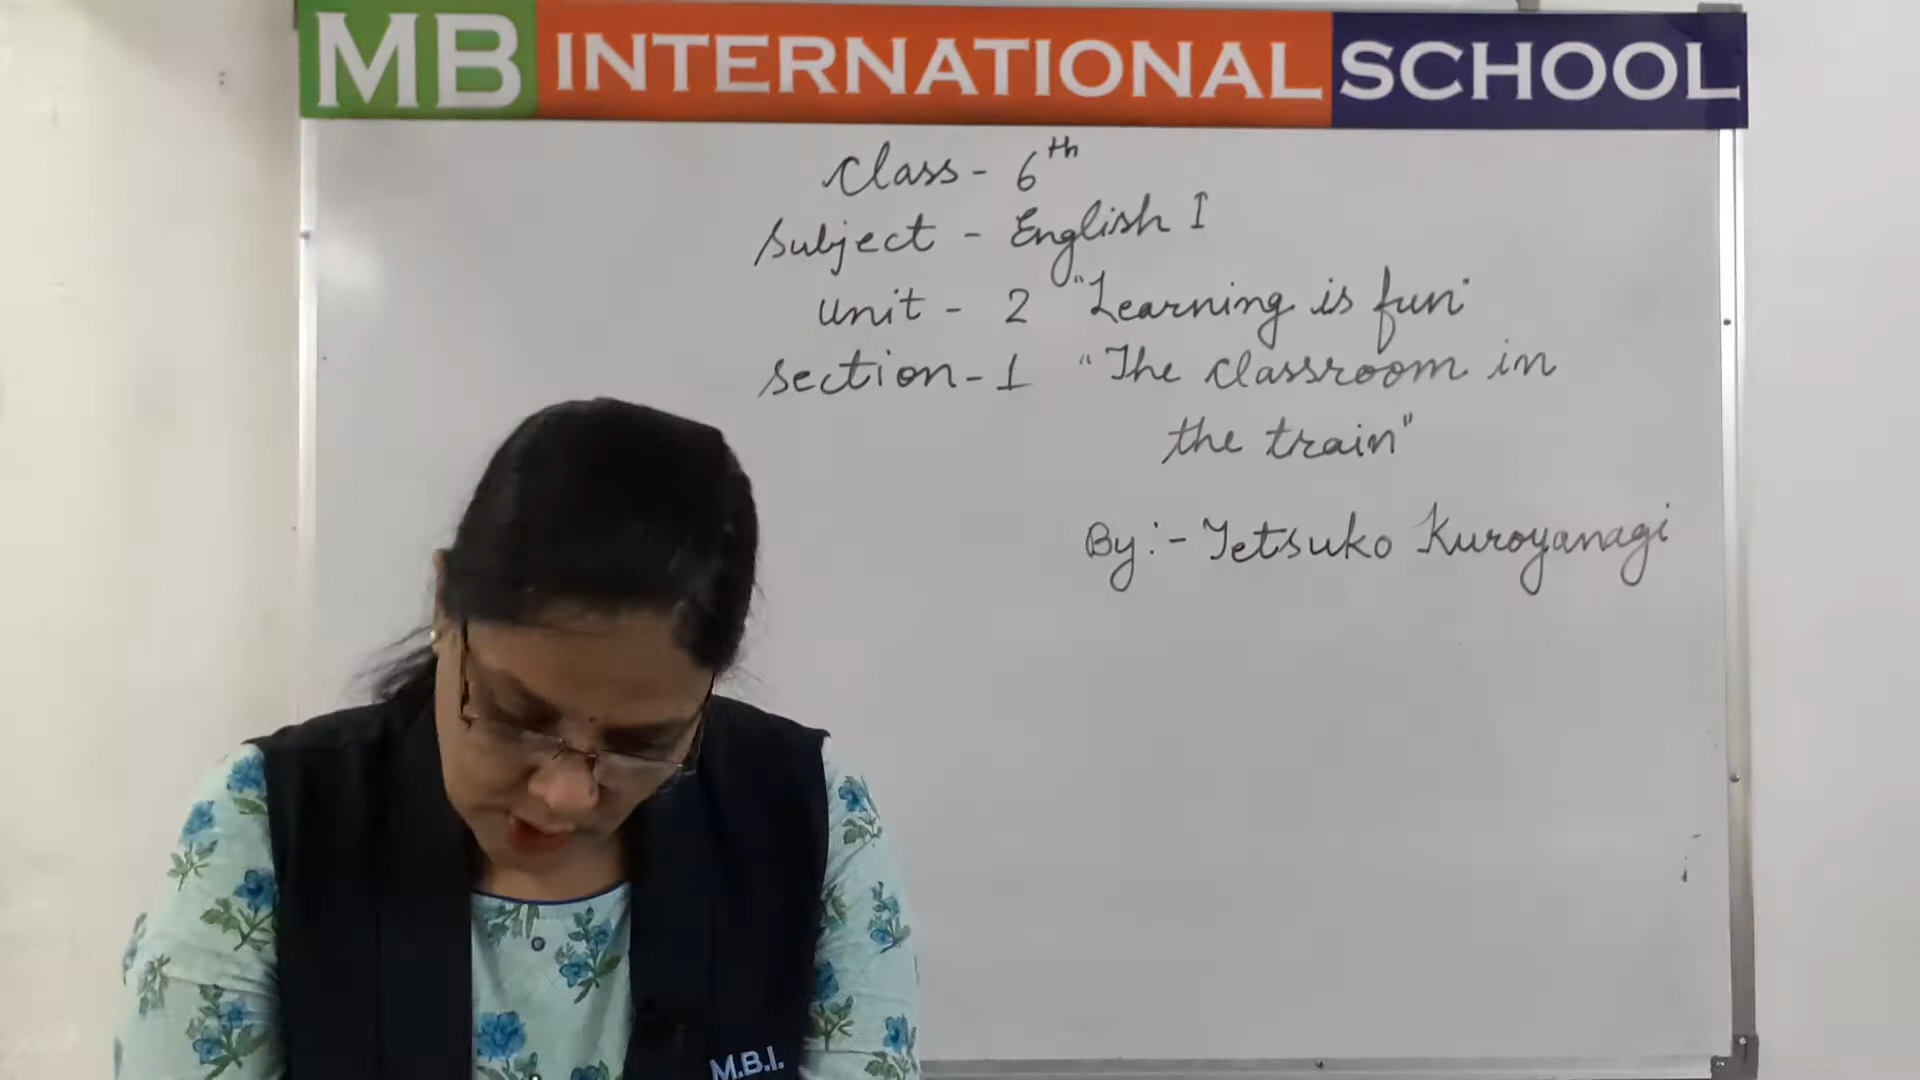 MB INTERNATIONAL SCHOOL
Class - 6th
Subject - English I
Unit - 2 "Learning is fun"
Section - 1 "The classroom in
the train"
By:- Tetsuko Kuroyanagi
M.B.I.